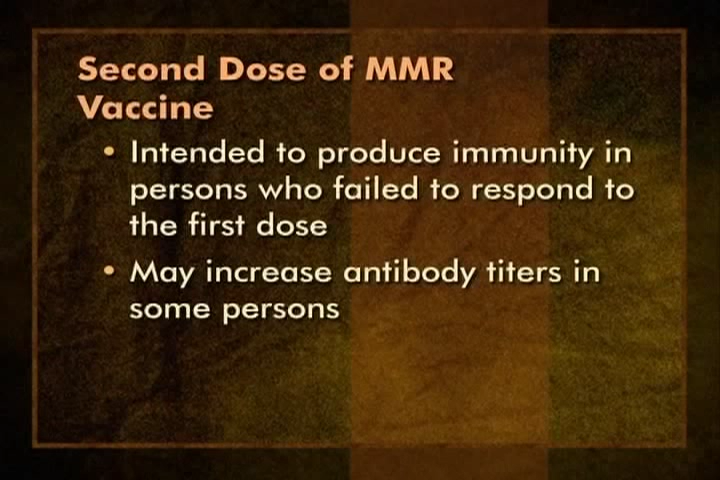 Second Dose of MMR
Vaccine
• Intended to produce immunity in
persons who failed to respond to
the first dose
• May increase antibody titers in
some persons